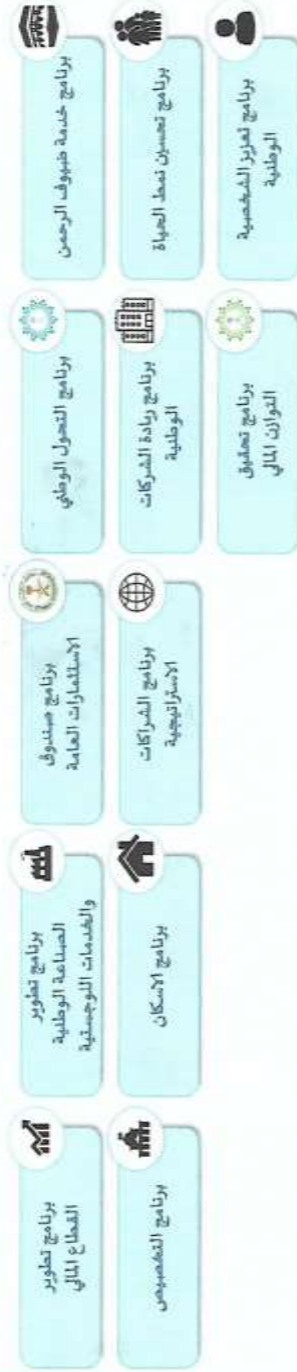 برنامج خدمة ضيوف الرحمن
برنامج التحول الوطني
برنامج صندوق
الاستثمارات العامة
برنامج تطوير
الصناعة الوطنية
والخدمات اللوجستية
برنامج تطوير
القطاع المالي
برنامج تحسين نمط الحياة
برنامج ريادة الشركات
الوطنية
برنامج الشراكات
الاستراتيجية
برنامج الاسكان
برنامج التخصيص
برنامج تعزيز الشخصية
الوطنية
برنامج تحقيق
التوازن المالي